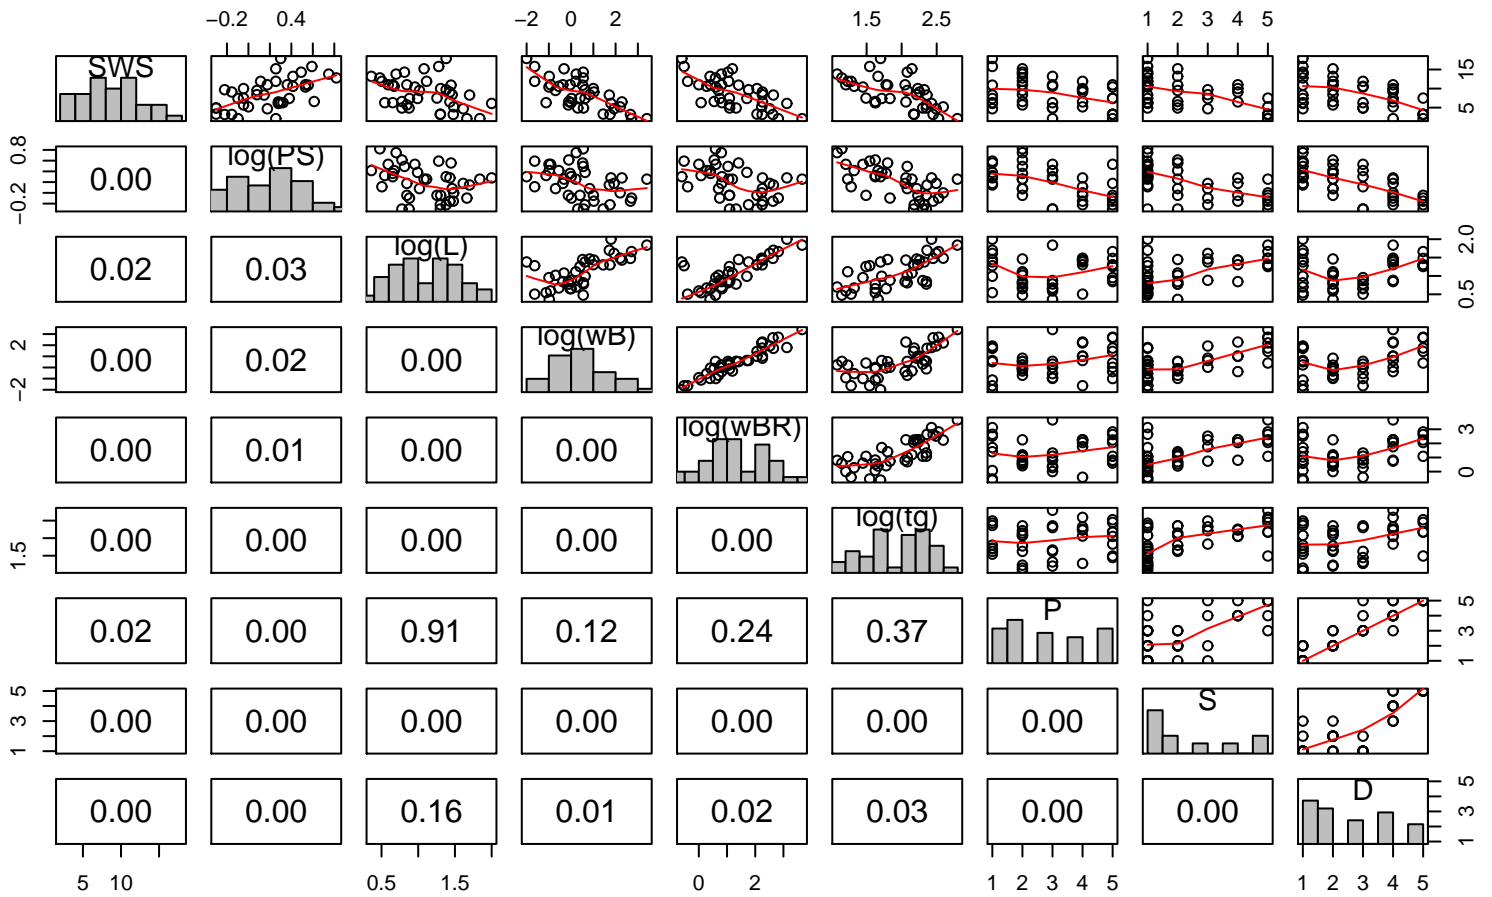 −0.2 0.4 −2 0 2 1.5 2.5 1 2 3 4 5
SWS 5 15
−0.2 0.8 0.00 log(PS)
0.02 0.03 log(L) 0.5 2.0
−2 2 0.00 0.02 0.00 log(wB)
0.00 0.01 0.00 0.00 log(wBR) 0 3
1.5 0.00 0.00 0.00 0.00 0.00 log(tg)
0.02 0.00 0.91 0.12 0.24 0.37 P 1 3 5
1 3 5 0.00 0.00 0.00 0.00 0.00 0.00 0.00 S
0.00 0.00 0.16 0.01 0.02 0.03 0.00 0.00 D 1 3 5
5 10 0.5 1.5 0 2 1 2 3 4 5 1 2 3 4 5